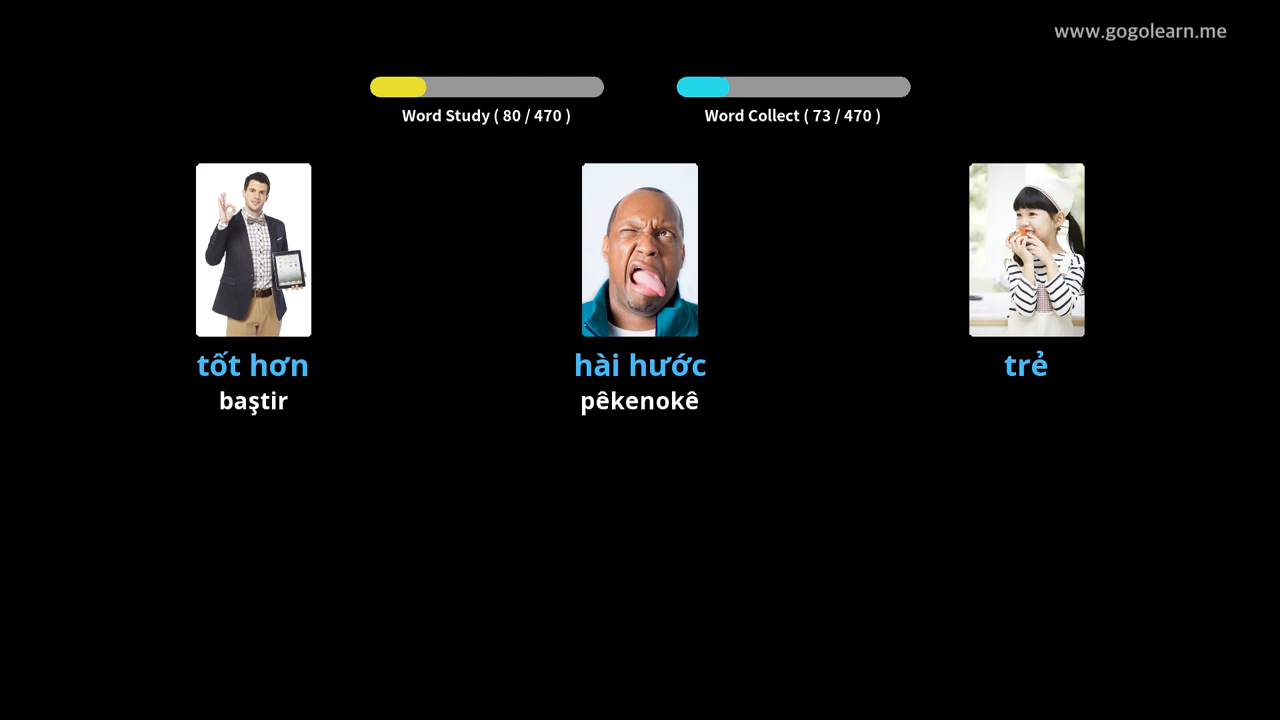 www.gogolearn.me
Word Study ( 80 / 470 )
Word Collect ( 73 / 470 )
tốt hơn
baştir
hài hước
pêkenokê
trẻ